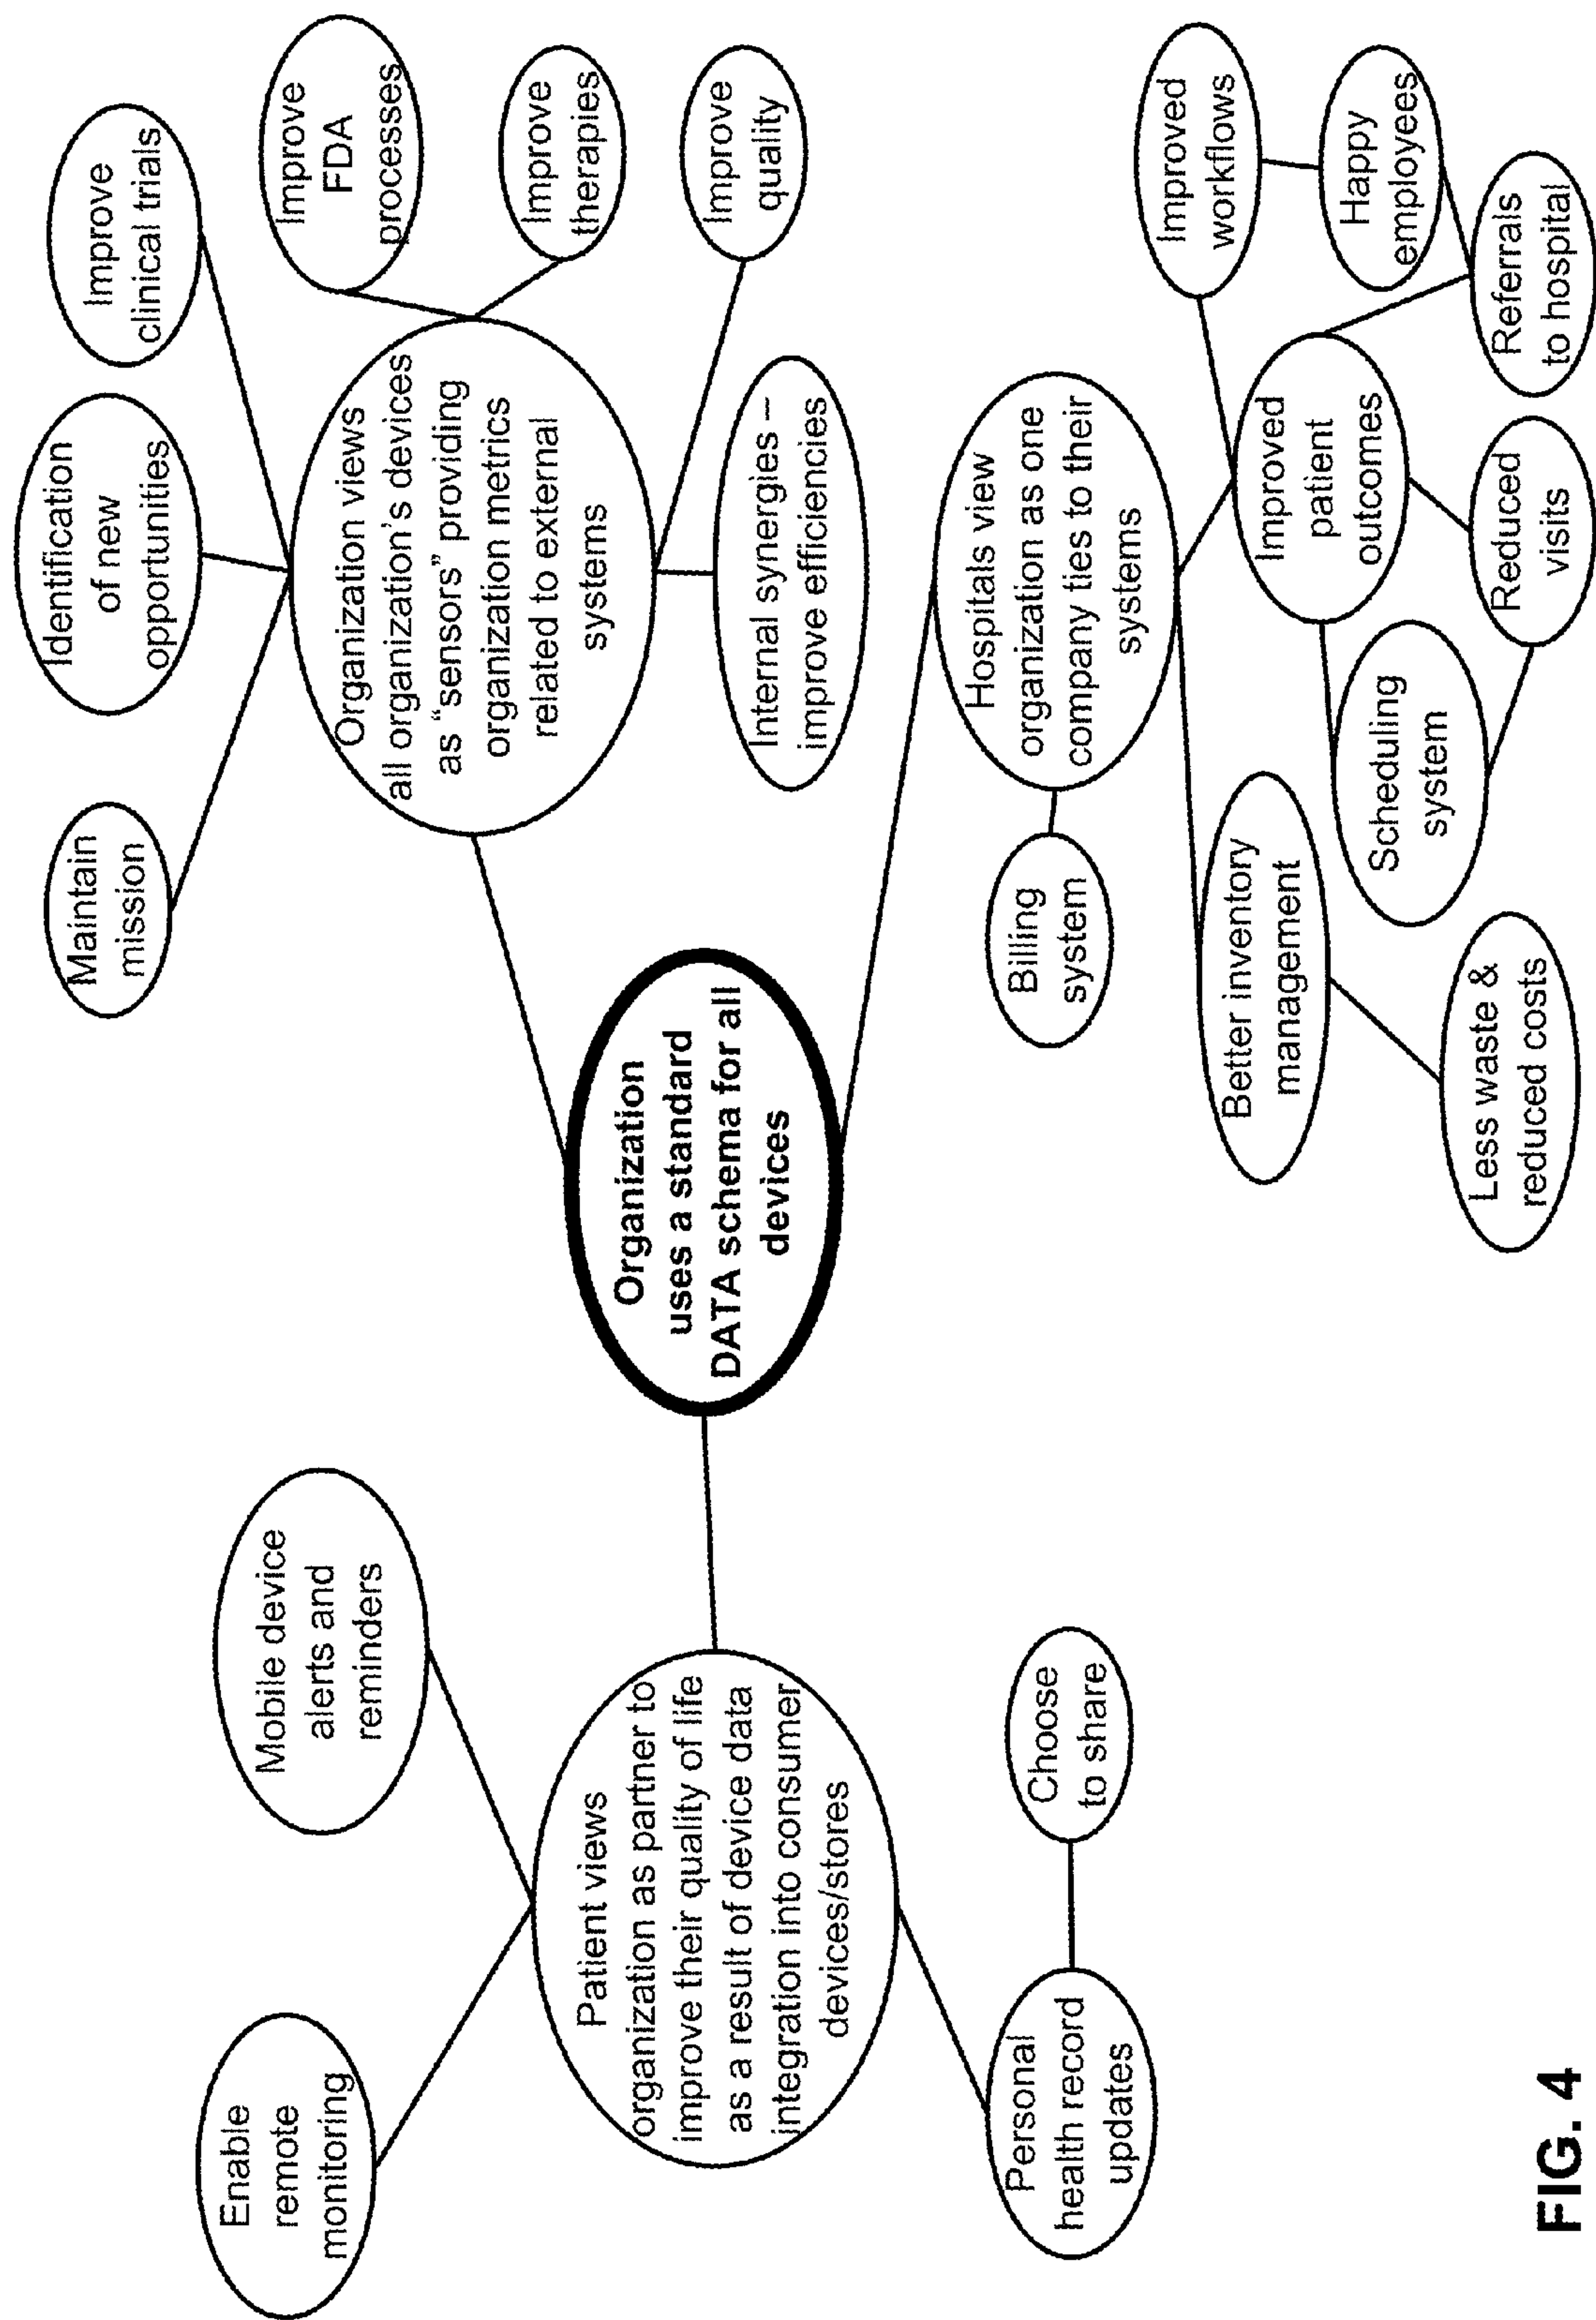 Enable
remote
monitoring
Mobile device
alerts and
reminders
Patient views
organization as partner to
improve their quality of life
as a result of device data
integration into consumer
devices/stores
Personal
health record
updates
Choose
to share
Organization
uses a standard
DATA schema for all
devices
Maintain
mission
Identification
of new
opportunities
Improve
clinical trials
Improve
FDA
processes
Improve
therapies
Improve
quality
Organization views
all organization's devices
as “sensors” providing
organization metrics
related to external
systems
Internal synergies –
improve efficiencies
Hospitals view
organization as one
company ties to their
systems
Billing
system
Better inventory
management
Less waste &
reduced costs
Scheduling
system
Improved
patient
outcomes
Reduced
visits
Improved
workflows
Happy
employees
Referrals
to hospital
FIG. 4